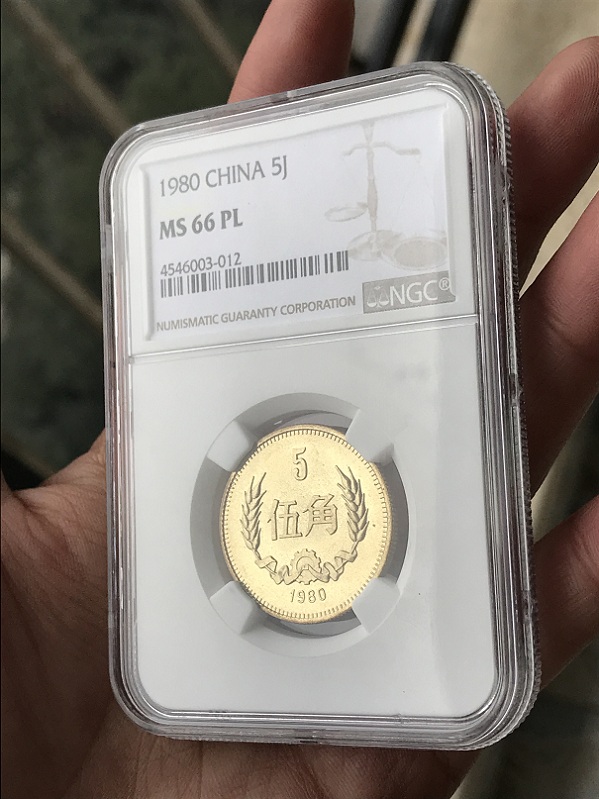 1980 CHINA 5J
MS 66 PL
4546003-012
NUMISMATIC GUARANTY CORPORATION
NGC®
5
伍角
1980